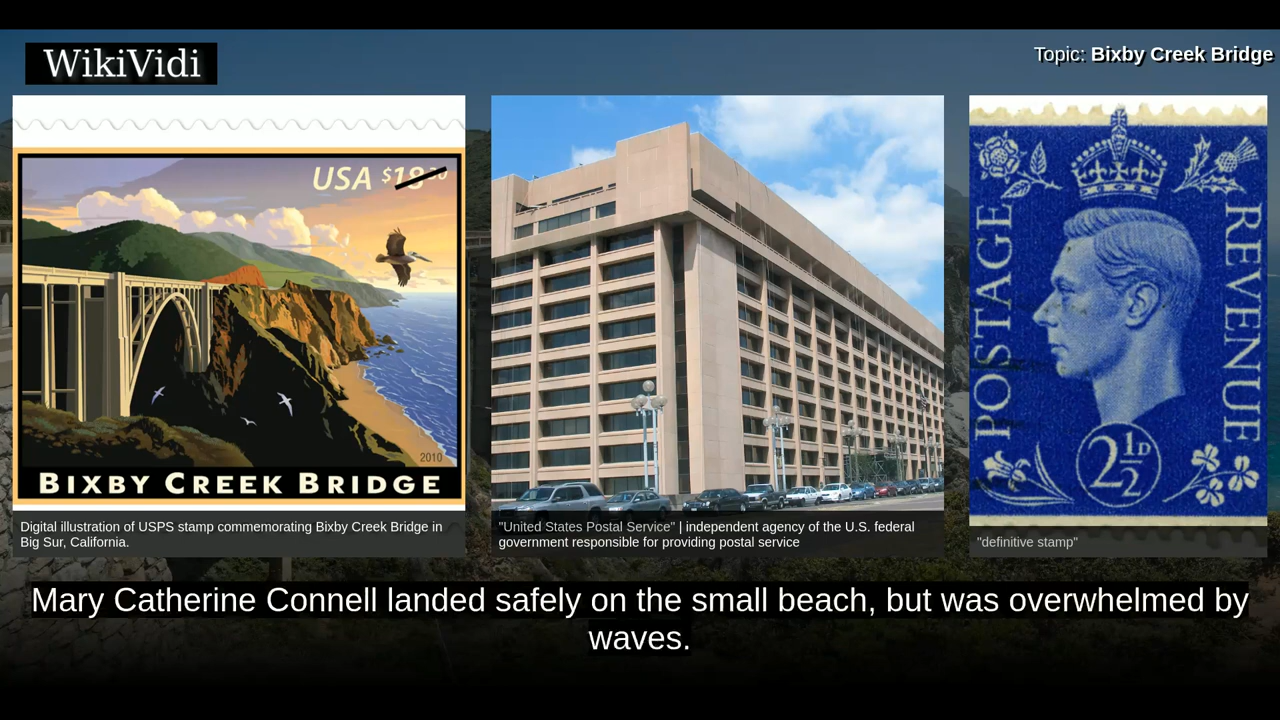 WikiVidi
Topic: Bixby Creek Bridge
USA $18
2010
BIXBY CREEK BRIDGE
Digital illustration of USPS stamp commemorating Bixby Creek Bridge in
Big Sur, California.
"United States Postal Service" | independent agency of the U.S. federal
government responsible for providing postal service
POSTAGE
REVENUE
2½D
"definitive stamp"
Mary Catherine Connell landed safely on the small beach, but was overwhelmed by
waves.